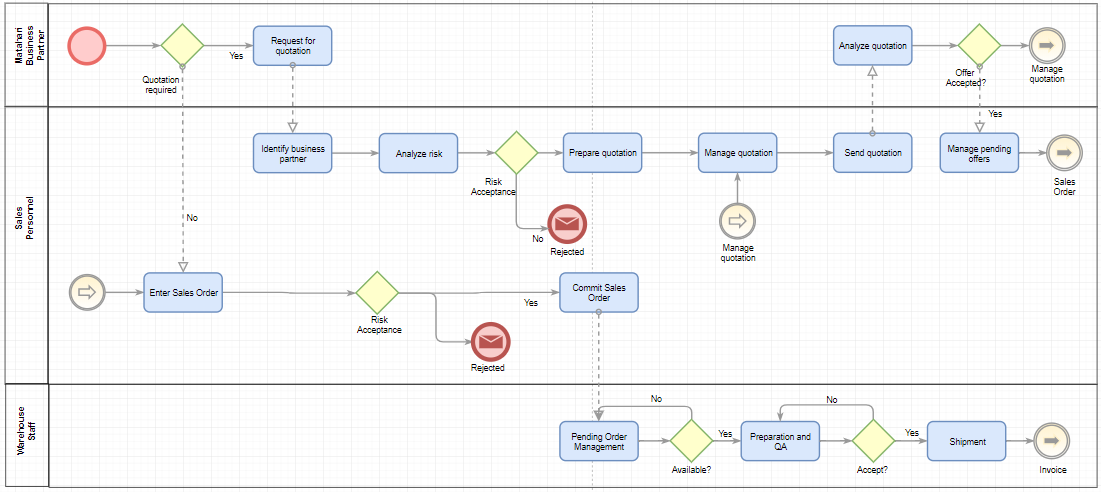 Matahari
Business
Partner
Quotation
required
Yes
Request for
quotation
Analyze quotation
Offer
Accepted?
Manage
quotation
Yes
Sales
Personnel
Identify business
partner
Analyze risk
Risk
Acceptance
Prepare quotation
Manage quotation
Send quotation
Manage pending
offers
Sales
Order
No
No
Rejected
Manage
quotation
Enter Sales Order
Risk
Acceptance
Yes
Commit Sales
Order
Rejected
Warehouse
Staff
No
Pending Order
Management
Available?
Yes
No
Preparation and
QA
Accept?
Yes
Shipment
Invoice